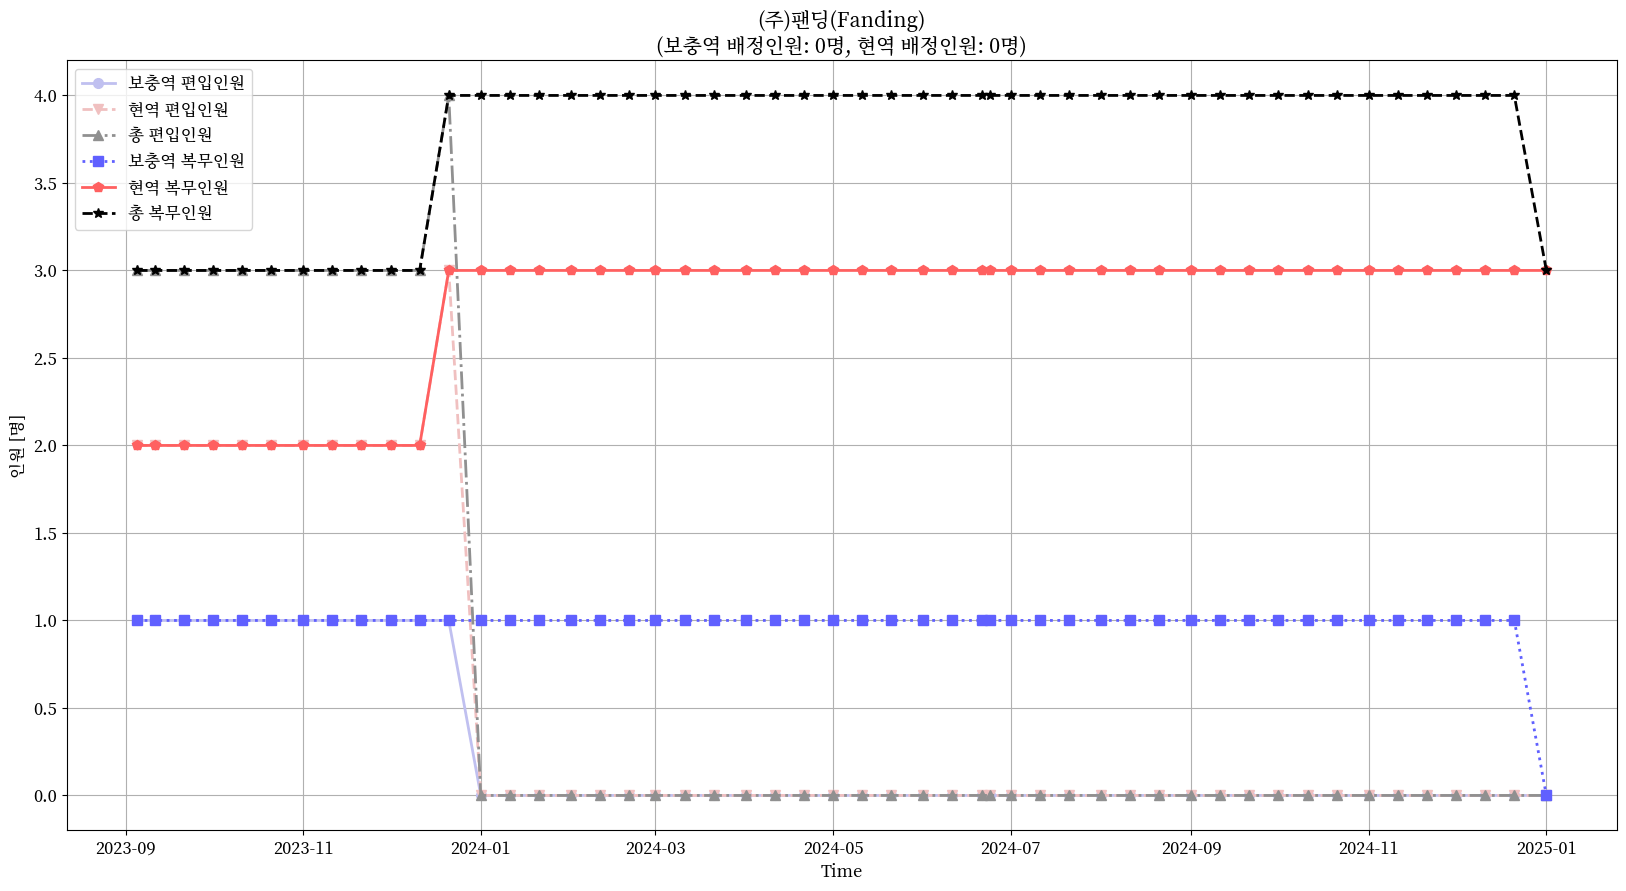 (주)팬딩(Fanding)
(보충역 배정인원: 0명, 현역 배정인원: 0명)
보충역 편입인원
현역 편입인원
총 편입인원
보충역 복무인원
현역 복무인원
총 복무인원
인원 [명]
4.0
3.5
3.0
2.5
2.0
1.5
1.0
0.5
0.0
2023-09 2023-11 2024-01 2024-03 2024-05 2024-07 2024-09 2024-11 2025-01
Time